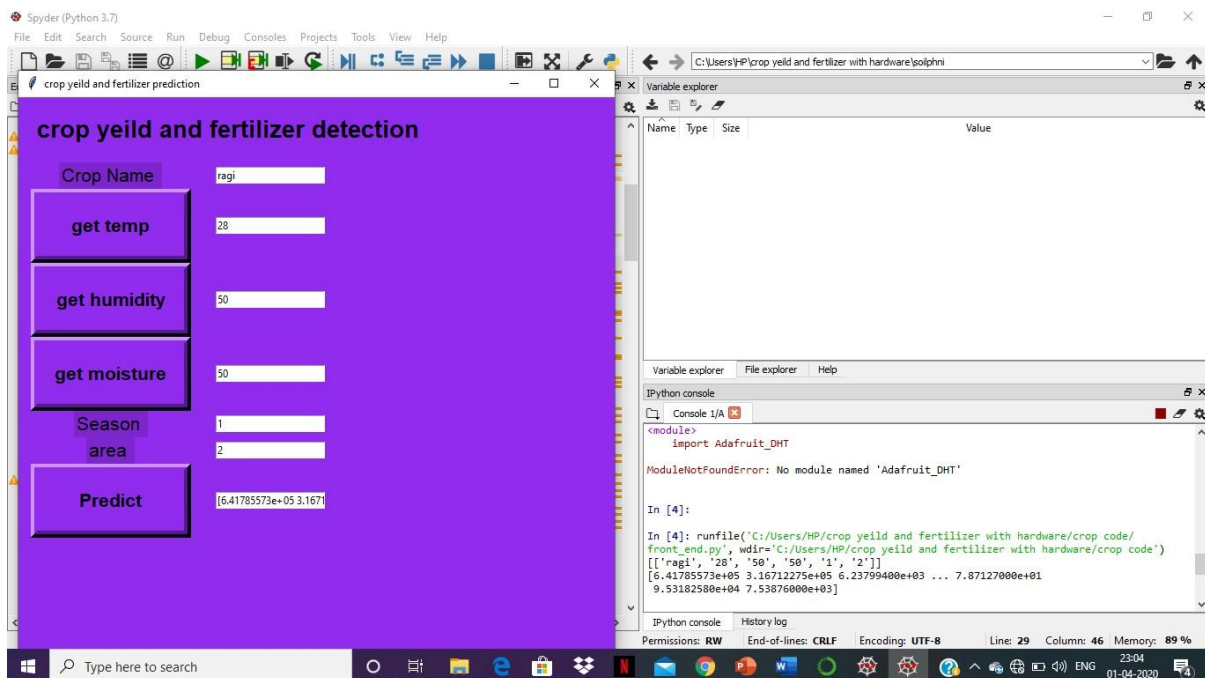 Spyder (Python 3.7)
File Edit Search Source Run Debug Consoles Projects Tools View Help
C:\Users\HP\crop yeild and fertilizer with hardware\soilphni
crop yeild and fertilizer prediction
crop yeild and fertilizer detection
Crop Name ragi
get temp 28
get humidity 50
get moisture 50
Season 1
area 2
Predict [6.41785573e+05 3.1671
Variable explorer
Name Type Size Value
Variable explorer File explorer Help
IPython console
Console 1/A
<module>
import Adafruit_DHT
ModuleNotFoundError: No module named 'Adafruit_DHT'
In [4]:
In [4]: runfile('C:/Users/HP/crop yeild and fertilizer with hardware/crop code/
front_end.py', wdir='C:/Users/HP/crop yeild and fertilizer with hardware/crop code')
[['ragi', '28', '50', '50', '1', '2']]
[6.41785573e+05 3.16712275e+05 6.23799400e+03 ... 7.87127000e+01
9.53182580e+04 7.53876000e+03]
IPython console History log
Permissions: RW End-of-lines: CRLF Encoding: UTF-8 Line: 29 Column: 46 Memory: 89 %
Type here to search
ENG
23:04
01-04-2020